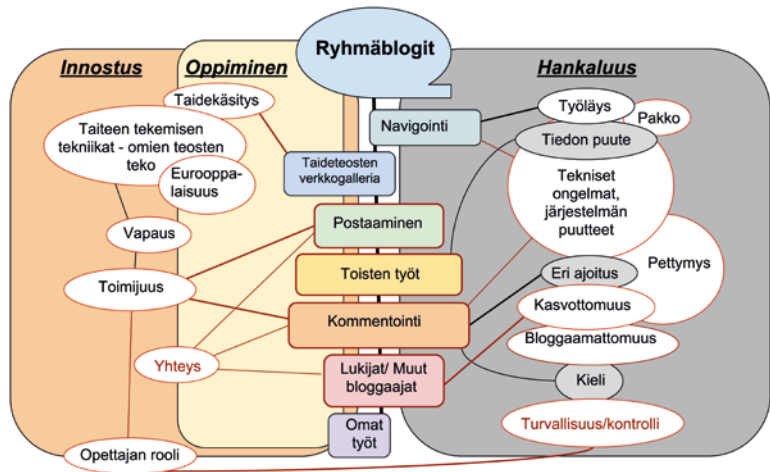 Ryhmäblogit
Innostus
Oppiminen
Hankaluus
Taidekäsitys
Taiteen tekemisen
tekniikat - omien teosten
teko
Eurooppa-
laisuus
Vapaus
Toimijuus
Yhteys
Opettajan rooli
Navigointi
Taideteosten
verkkogalleria
Postaaminen
Toisten työt
Kommentointi
Lukijat/ Muut
bloggaajat
Omat
työt
Työläys
Pakko
Tiedon puute
Tekniset
ongelmat,
järjestelmän
puutteet
Pettymys
Eri ajoitus
Kasvottomuus
Bloggaamattomuus
Kieli
Turvallisuus/kontrolli